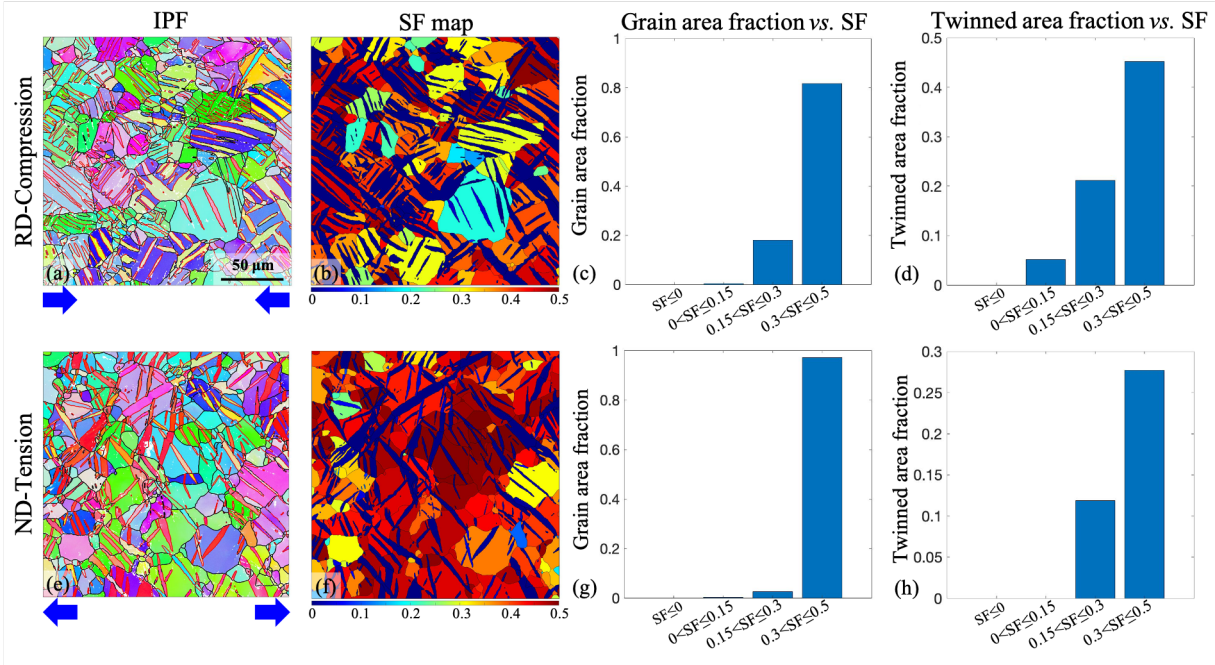 IPF
SF map
Grain area fraction vs. SF
Twinned area fraction vs. SF
RD-Compression
(a)
50 μm
(b)
0 0.1 0.2 0.3 0.4 0.5
Grain area fraction
1
0.8
0.6
0.4
0.2
0
(c)
SF≤0
0<SF≤0.15
0.15<SF≤0.3
0.3<SF≤0.5
Twinned area fraction
0.5
0.4
0.3
0.2
0.1
0
(d)
SF≤0
0<SF≤0.15
0.15<SF≤0.3
0.3<SF≤0.5
ND-Tension
(e)
(f)
0 0.1 0.2 0.3 0.4 0.5
Grain area fraction
1
0.8
0.6
0.4
0.2
0
(g)
SF≤0
0<SF≤0.15
0.15<SF≤0.3
0.3<SF≤0.5
Twinned area fraction
0.3
0.25
0.2
0.15
0.1
0.05
0
(h)
SF≤0
0<SF≤0.15
0.15<SF≤0.3
0.3<SF≤0.5